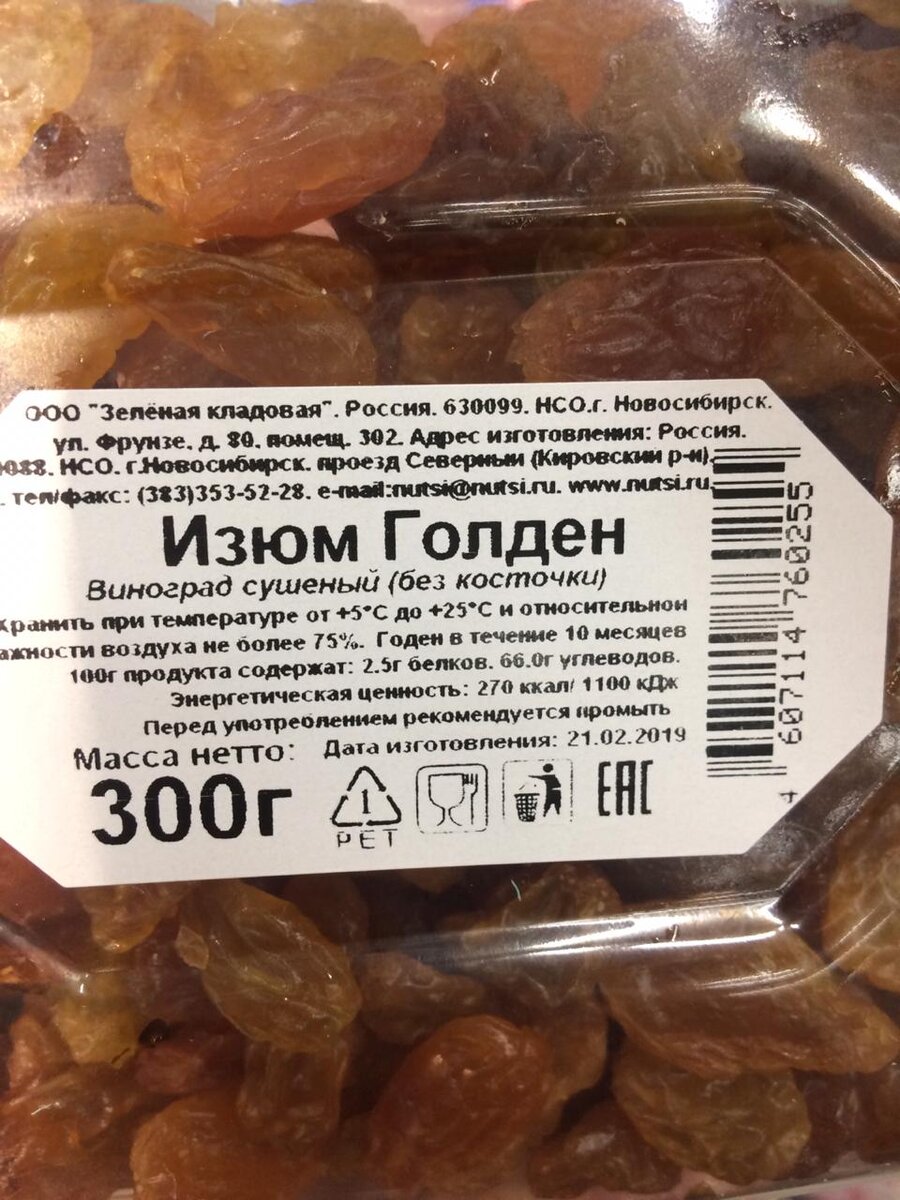 ООО "Зелёная кладовая". Россия. 630099. НСО.г. Новосибирск.
ул. Фрунзе. д. 80. помещ. 302. Адрес изготовления: Россия.
0088. НСО. г.Новосибирск. проезд Северный (Кировский р-н).
. тел/факс: (383)353-52-28. e-mail:nutsi@nutsi.ru. www.nutsi.ru.
Изюм Голден
Виноград сушеный (без косточки)
Хранить при температуре от +5°С до +25°С и относительной
ажности воздуха не более 75%. Годен в течение 10 месяцев
100г продукта содержат: 2.5г белков. 66.0г углеводов.
Энергетическая ценность: 270 ккал/ 1100 кДж
Перед употреблением рекомендуется промыть
Масса нетто: Дата изготовления: 21.02.2019
300г
1
PET
ЕАС
4 607114 760255